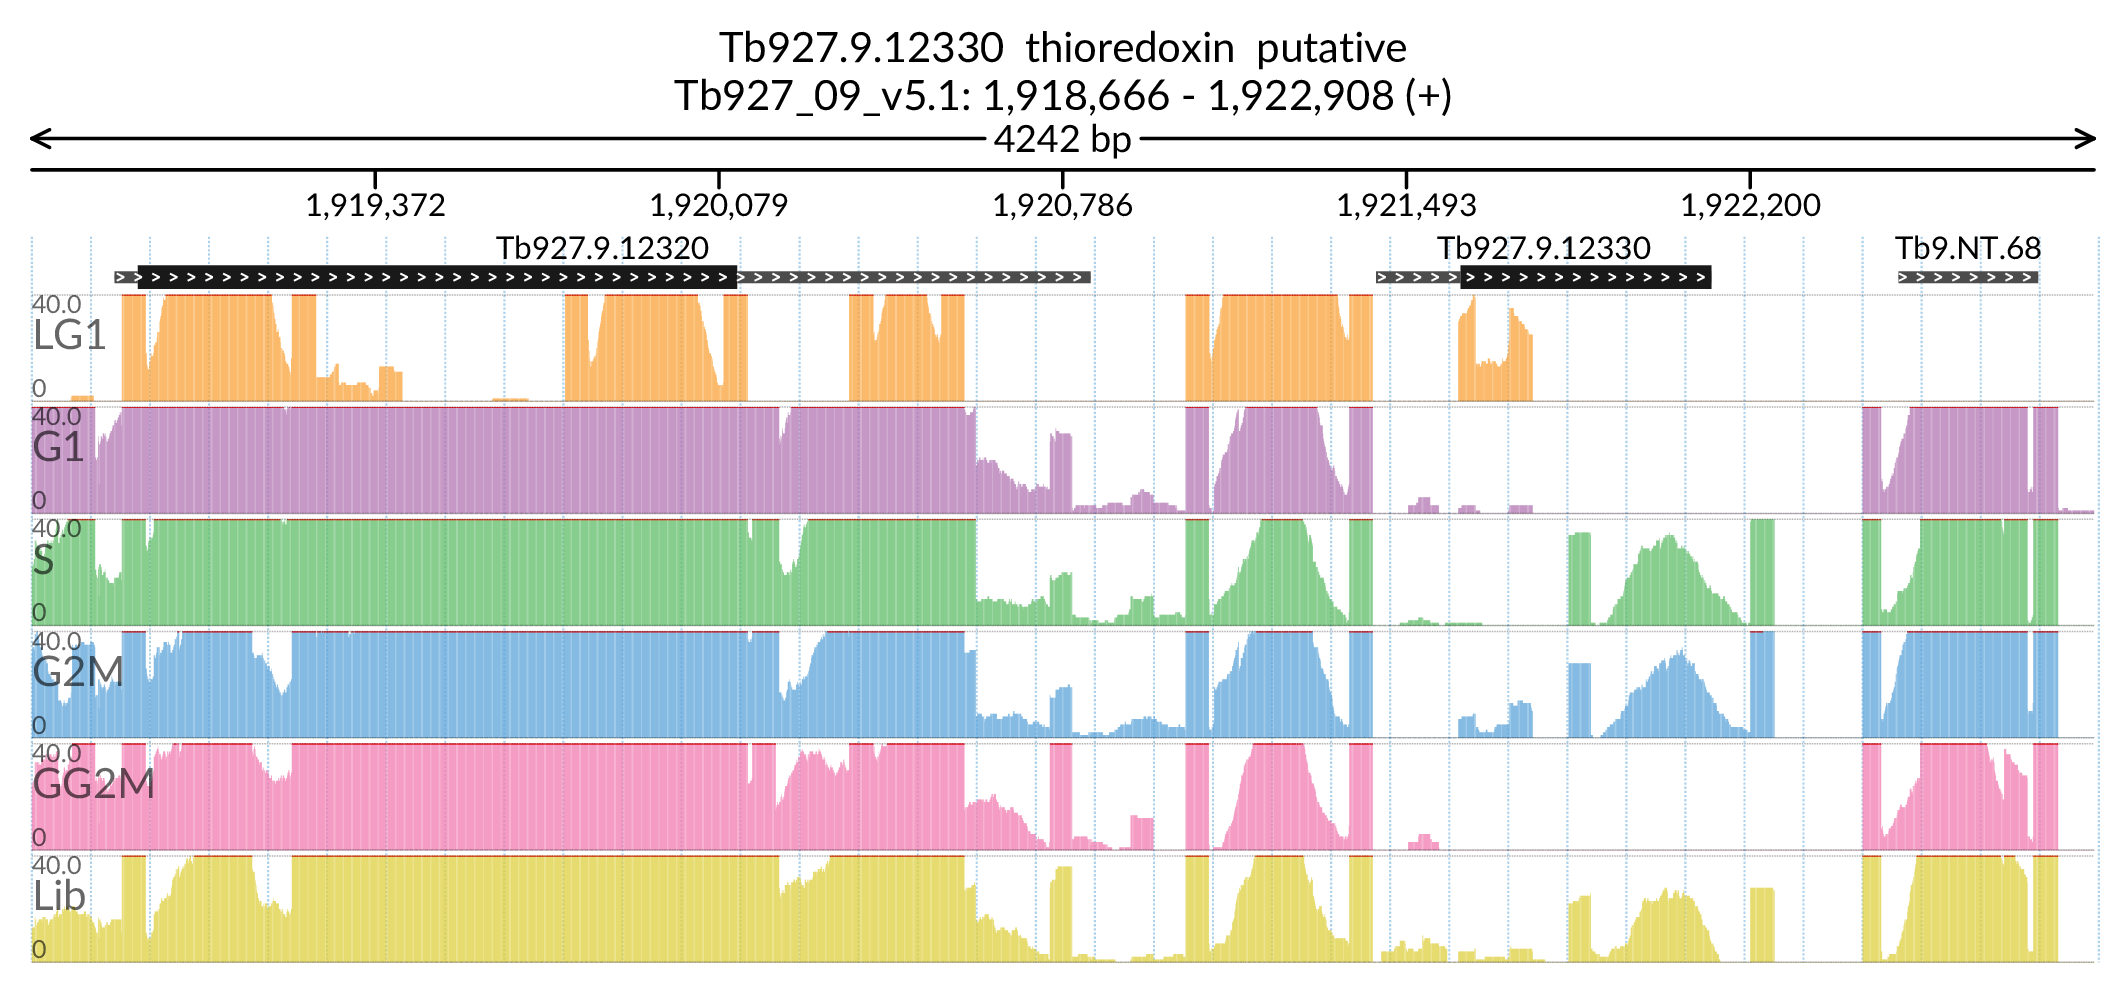 Tb927.9.12330 thioredoxin putative
Tb927_09_v5.1: 1,918,666 - 1,922,908 (+)
4242 bp
1,919,372 1,920,079 1,920,786 1,921,493 1,922,200
Tb927.9.12320 Tb927.9.12330 Tb9.NT.68
40.0
LG1
0
40.0
G1
0
40.0
S
0
40.0
G2M
0
40.0
GG2M
0
40.0
Lib
0